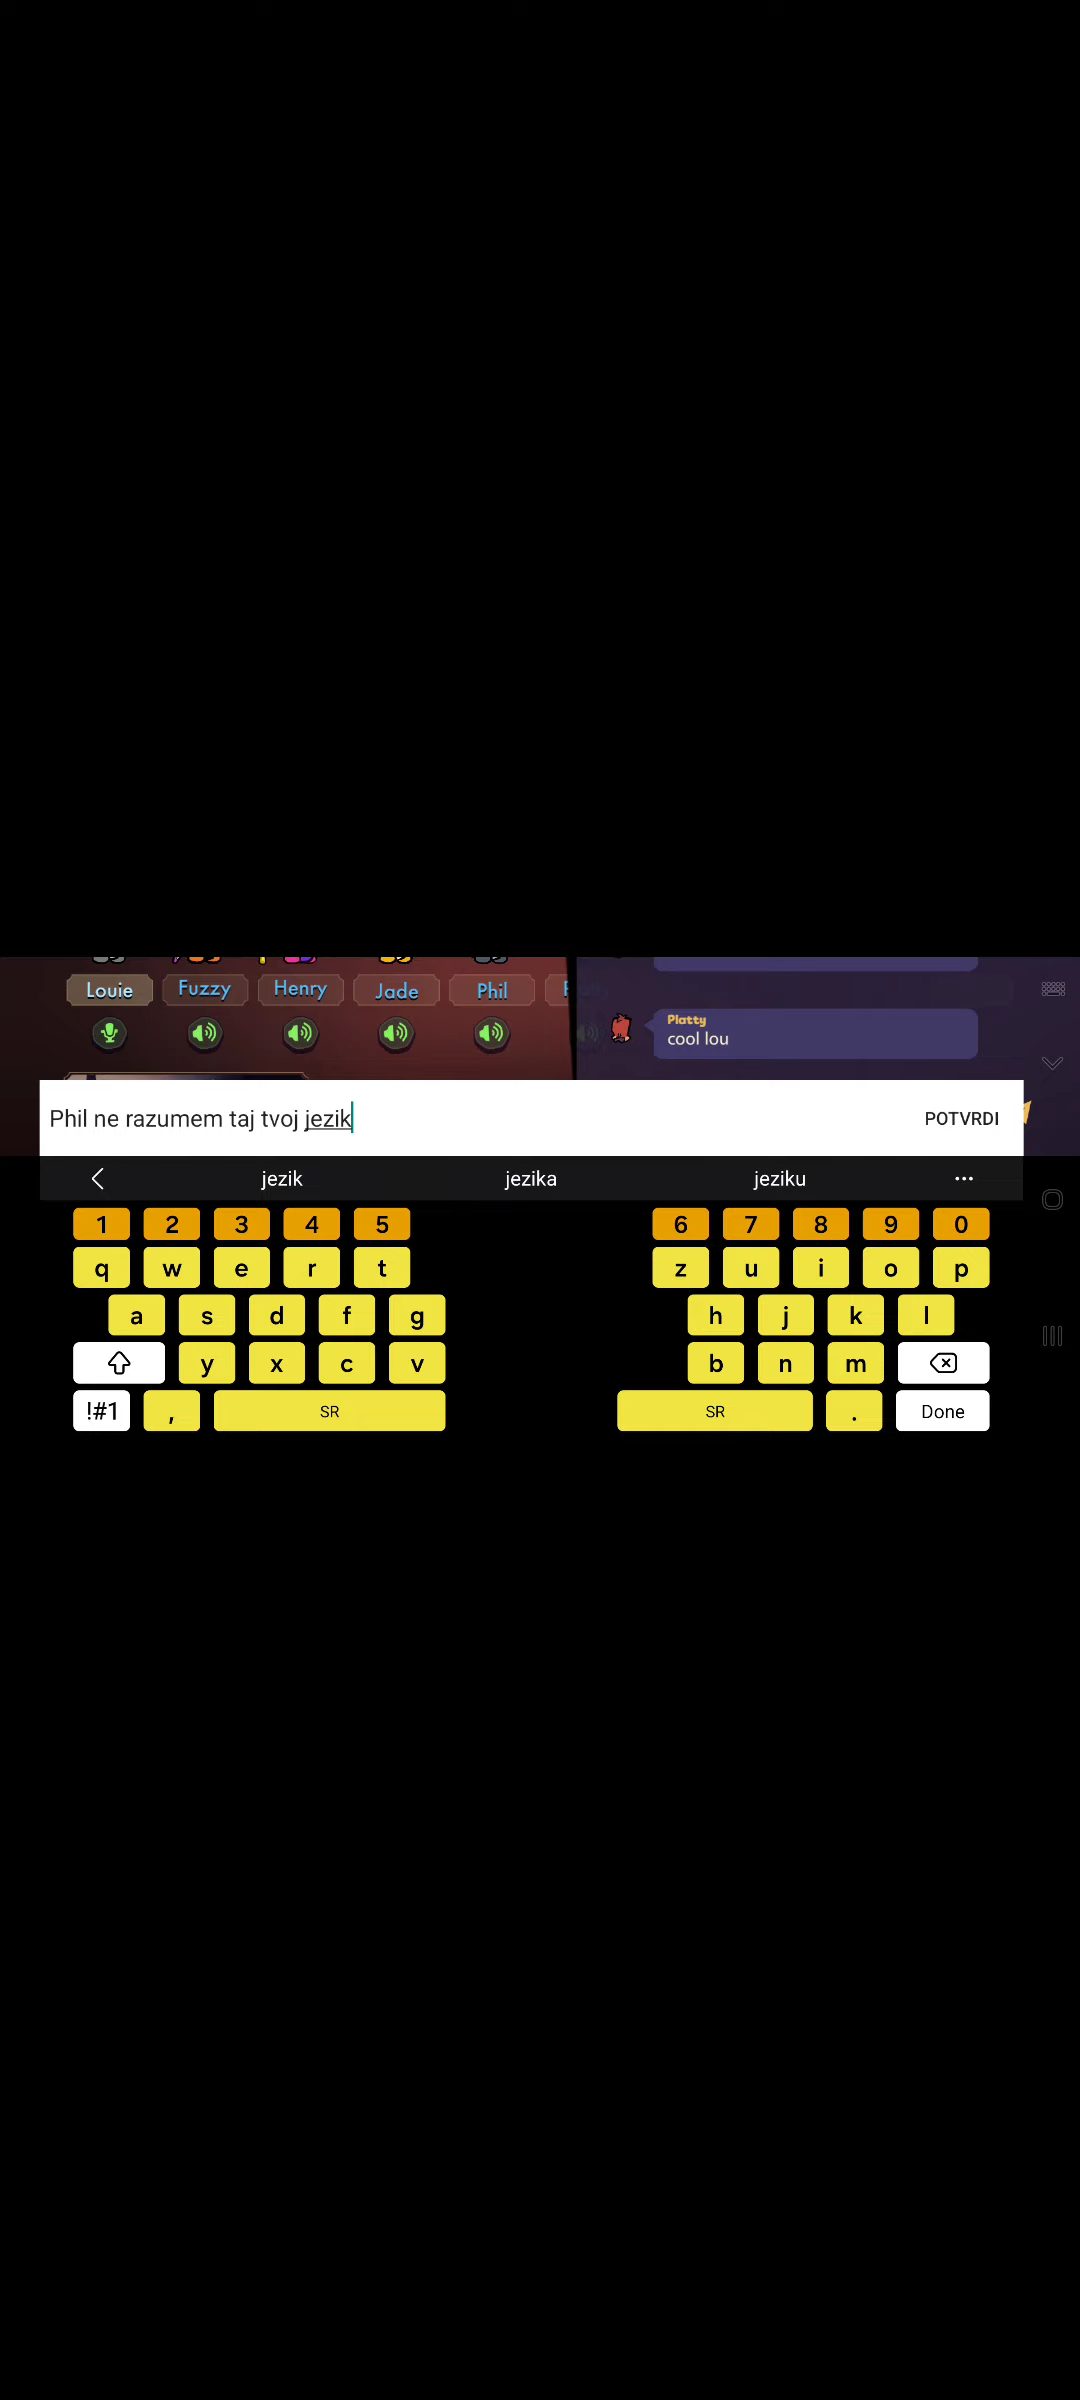 Louie Fuzzy Henry Jade Phil
Platty
cool lou
Phil ne razumem taj tvoj jezik POTVRDI
jezik jezika jeziku ...
1 2 3 4 5 6 7 8 9 0
q w e r t z u i o p
a s d f g h j k l
y x c v b n m
!#1 , SR SR . Done